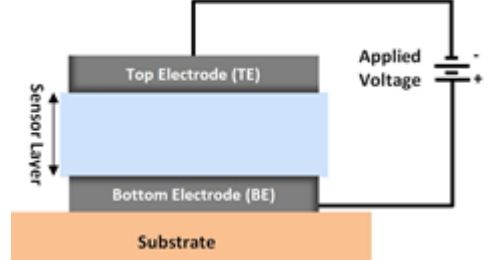 Top Electrode (TE)
Applied
Voltage
-
+
Sensor Layer
Bottom Electrode (BE)
Substrate